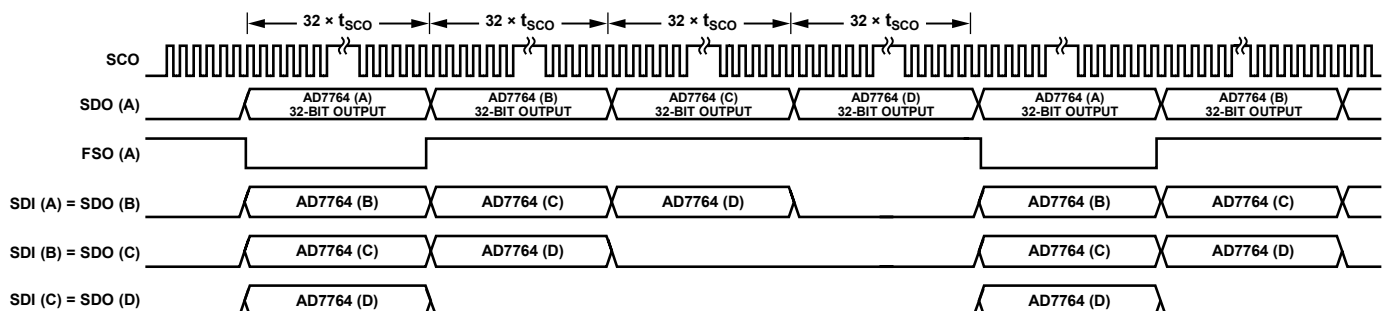 32 × tSCO 32 × tSCO 32 × tSCO 32 × tSCO
SCO
SDO (A) AD7764 (A) 32-BIT OUTPUT AD7764 (B) 32-BIT OUTPUT AD7764 (C) 32-BIT OUTPUT AD7764 (D) 32-BIT OUTPUT AD7764 (A) 32-BIT OUTPUT AD7764 (B) 32-BIT OUTPUT
FSO (A)
SDI (A) = SDO (B) AD7764 (B) AD7764 (C) AD7764 (D) AD7764 (B) AD7764 (C)
SDI (B) = SDO (C) AD7764 (C) AD7764 (D) AD7764 (C) AD7764 (D)
SDI (C) = SDO (D) AD7764 (D) AD7764 (D)